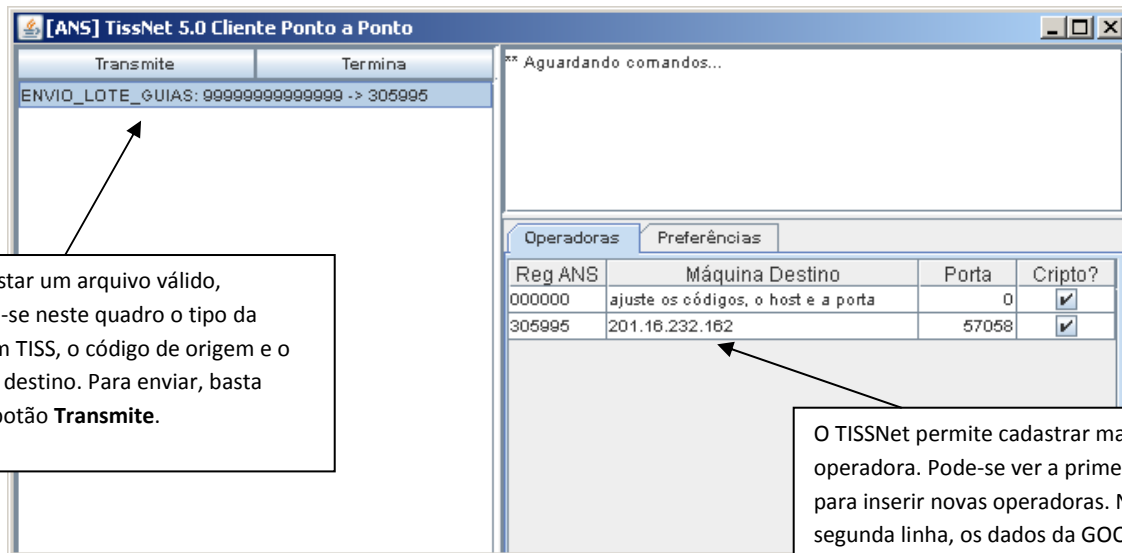 [ANS] TissNet 5.0 Cliente Ponto a Ponto
Transmite Termina
ENVIO_LOTE_GUIAS: 99999999999999 -> 305995
** Aguardando comandos...
Operadoras Preferências
Reg ANS Máquina Destino Porta Cripto?
000000 ajuste os códigos, o host e a porta 0
305995 201.16.232.162 57058
star um arquivo válido,
-se neste quadro o tipo da
m TISS, o código de origem e o
destino. Para enviar, basta
botão Transmite.
O TISSNet permite cadastrar ma
operadora. Pode-se ver a prime
para inserir novas operadoras. N
segunda linha, os dados da GOC